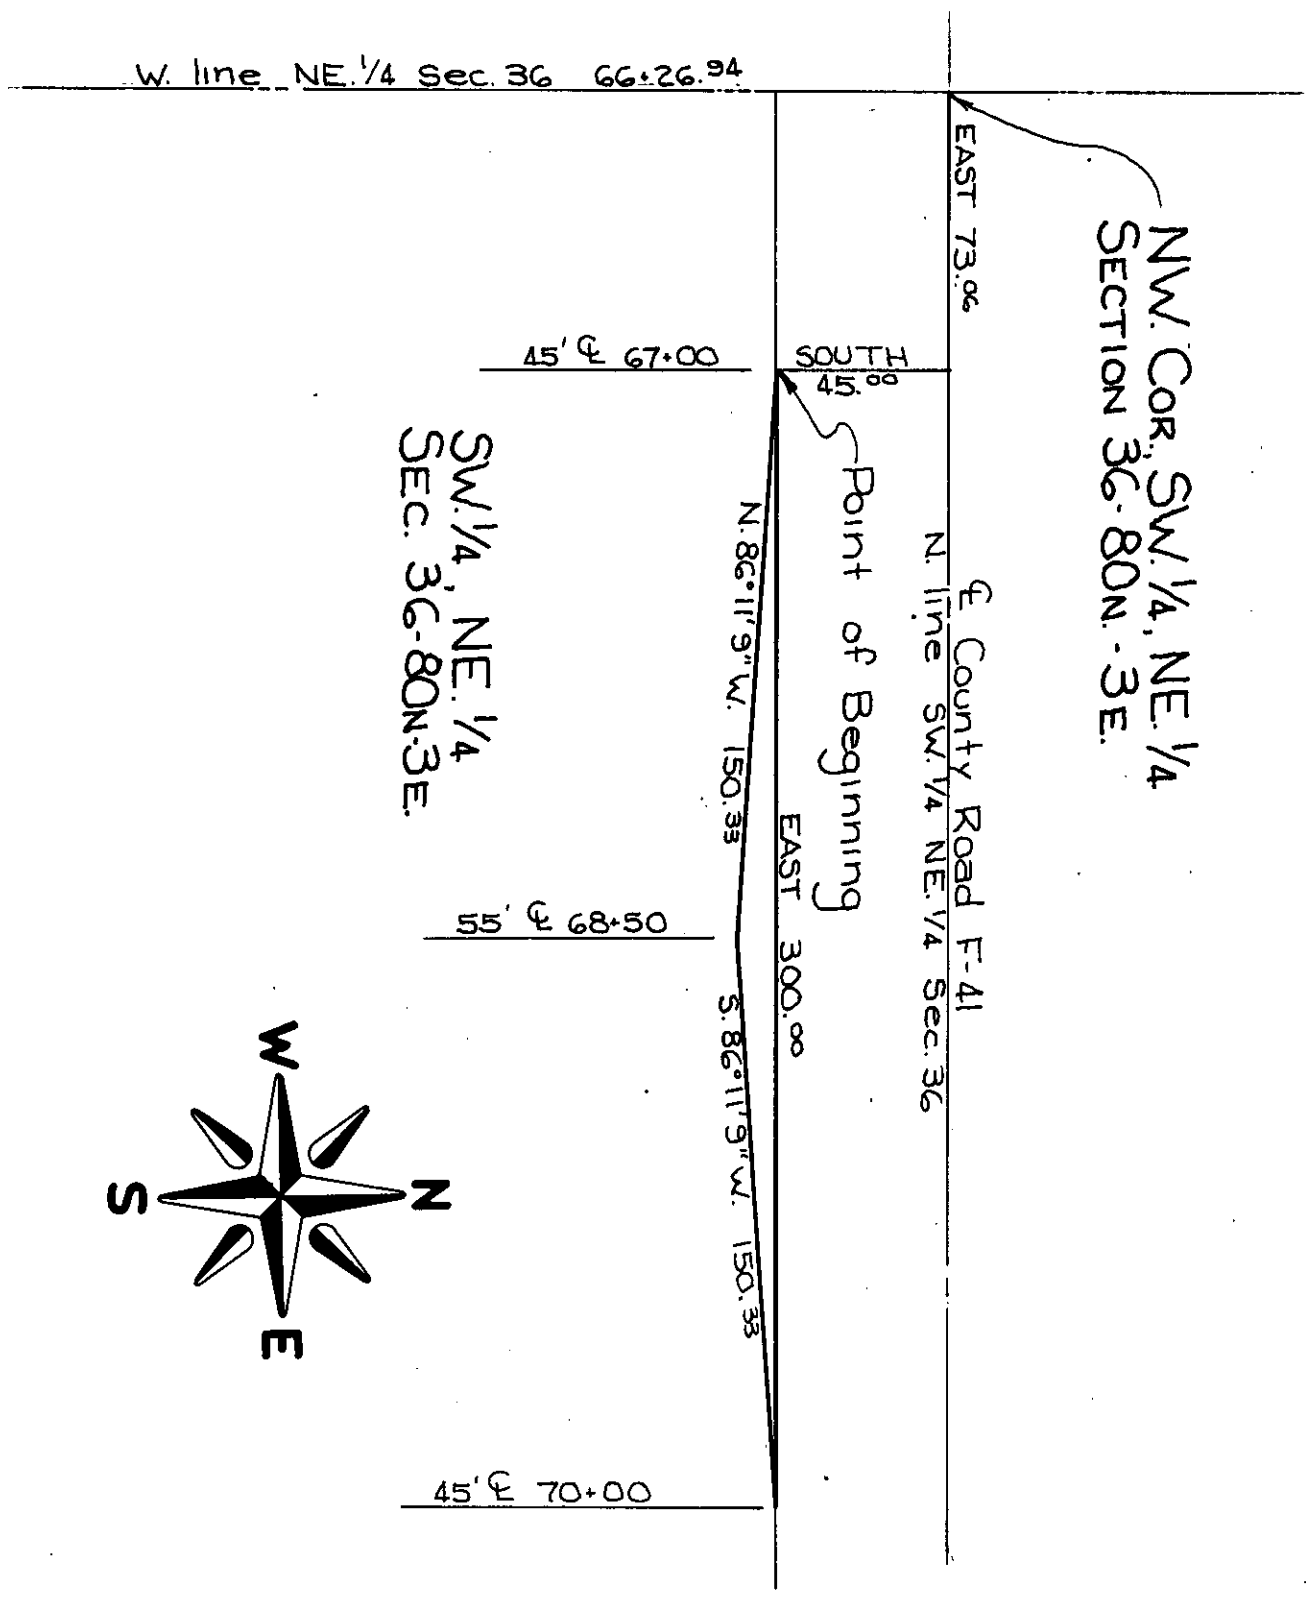 W. line NE. 1/4 Sec. 36 66+26.94
EAST 73.06
NW. COR. SW. 1/4, NE. 1/4
SECTION 36-80N.-3E.
45' ℄ 67+00
SOUTH
45.00
Point of Beginning
℄ County Road F-41
N. line SW. 1/4 NE. 1/4 Sec. 36
SW. 1/4, NE. 1/4
SEC. 36-80N-3E.
N. 86°11'9" W. 150.33
EAST 300.00
55' ℄ 68+50
S. 86°11'9" W. 150.33
W
N
S
E
45' ℄ 70+00